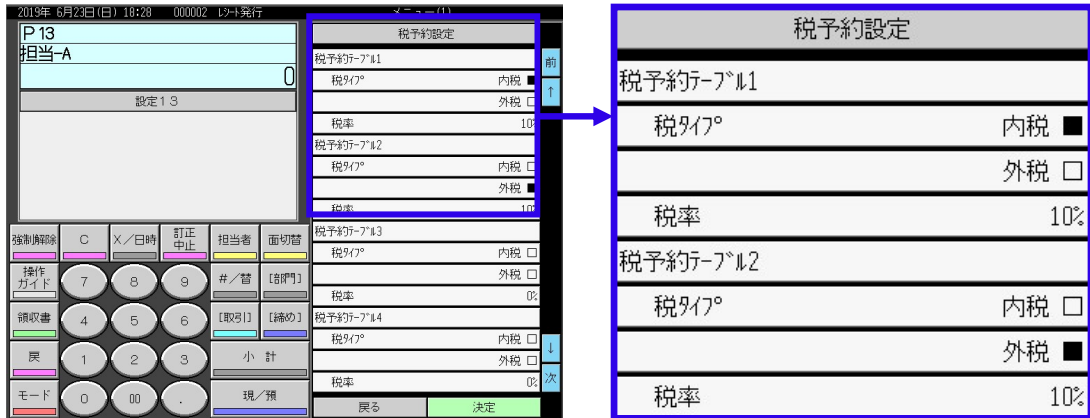 2019年 6月23日(日) 18:28 000002 ﾚｼｰﾄ発行 メニュー(1)
P13
担当-A
0
設定13
強制解除 C X/日時 訂正中止 担当者 面切替
操作ガイド 7 8 9 #/替 [部門]
領収書 4 5 6 [取引] [締め]
戻 1 2 3 小 計
モード 0 00 . 現/預
税予約設定
税予約ﾃｰﾌﾞﾙ1
税ﾀｲﾌﾟ 内税 ■
外税 □
税率 10%
税予約ﾃｰﾌﾞﾙ2
税ﾀｲﾌﾟ 内税 □
外税 ■
税率 10%
税予約ﾃｰﾌﾞﾙ3
税ﾀｲﾌﾟ 内税 □
外税 □
税率 0%
税予約ﾃｰﾌﾞﾙ4
税ﾀｲﾌﾟ 内税 □
外税 □
税率 0%
戻る 決定
前
↑
↓
次
税予約設定
税予約ﾃｰﾌﾞﾙ1
税ﾀｲﾌﾟ 内税 ■
外税 □
税率 10%
税予約ﾃｰﾌﾞﾙ2
税ﾀｲﾌﾟ 内税 □
外税 ■
税率 10%